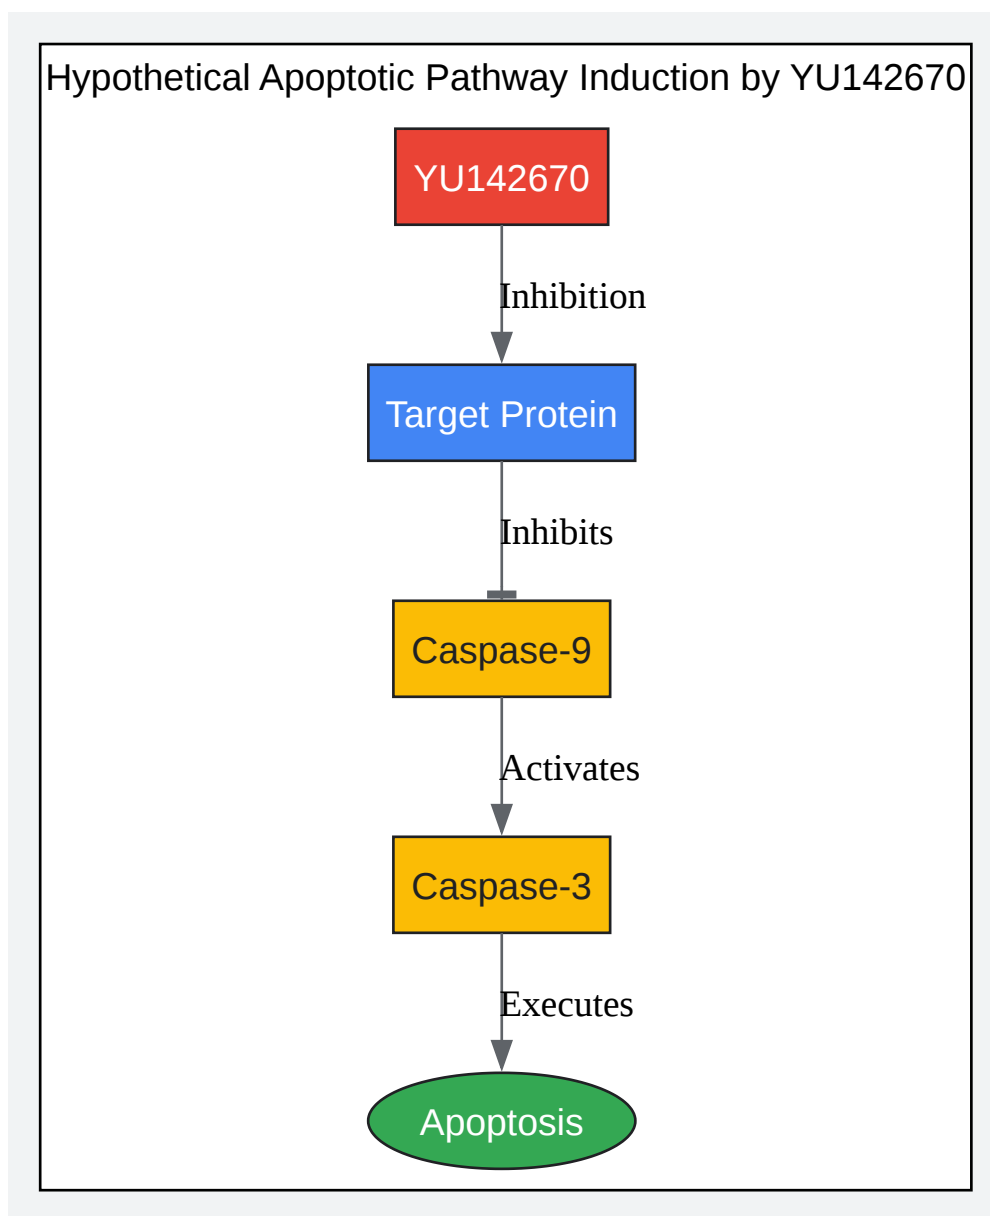 Hypothetical Apoptotic Pathway Induction by YU142670
YU142670
Inhibition
Target Protein
Inhibits
Caspase-9
Activates
Caspase-3
Executes
Apoptosis